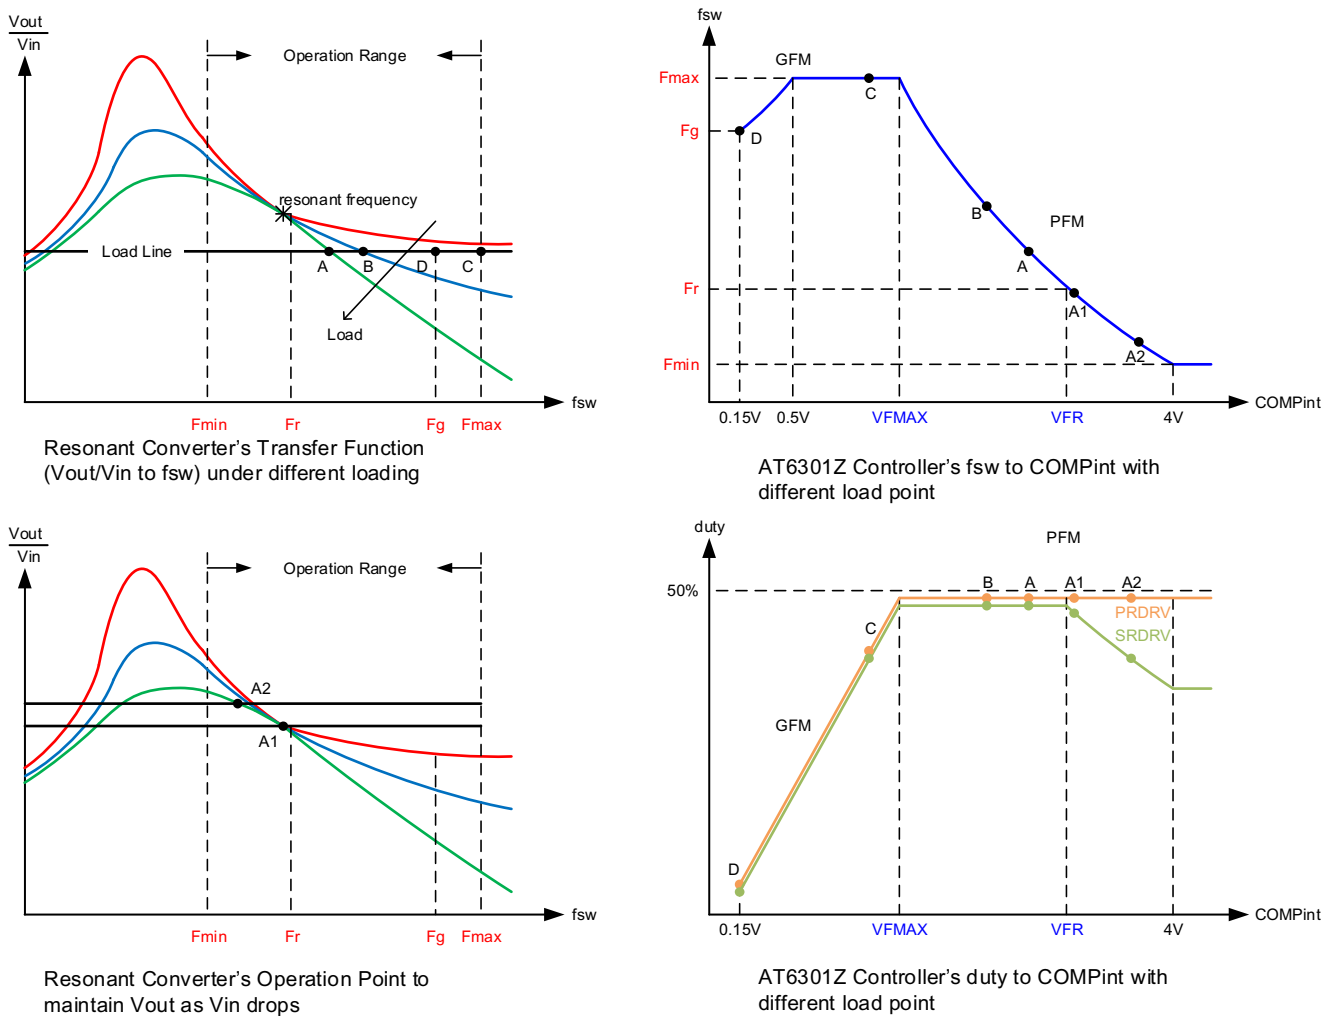 Vout
Vin
Operation Range
resonant frequency
Load Line
A
B
D
C
Load
fsw
Fmin
Fr
Fg
Fmax
Resonant Converter's Transfer Function
(Vout/Vin to fsw) under different loading
fsw
GFM
Fmax
C
Fg
D
B
PFM
A
Fr
A1
A2
Fmin
COMPint
0.15V
0.5V
VFMAX
VFR
4V
AT6301Z Controller's fsw to COMPint with
different load point
Vout
Vin
Operation Range
A2
A1
fsw
Fmin
Fr
Fg
Fmax
Resonant Converter's Operation Point to
maintain Vout as Vin drops
duty
PFM
50%
B
A
A1
A2
PRDRV
C
SRDRV
GFM
D
COMPint
0.15V
VFMAX
VFR
4V
AT6301Z Controller's duty to COMPint with
different load point